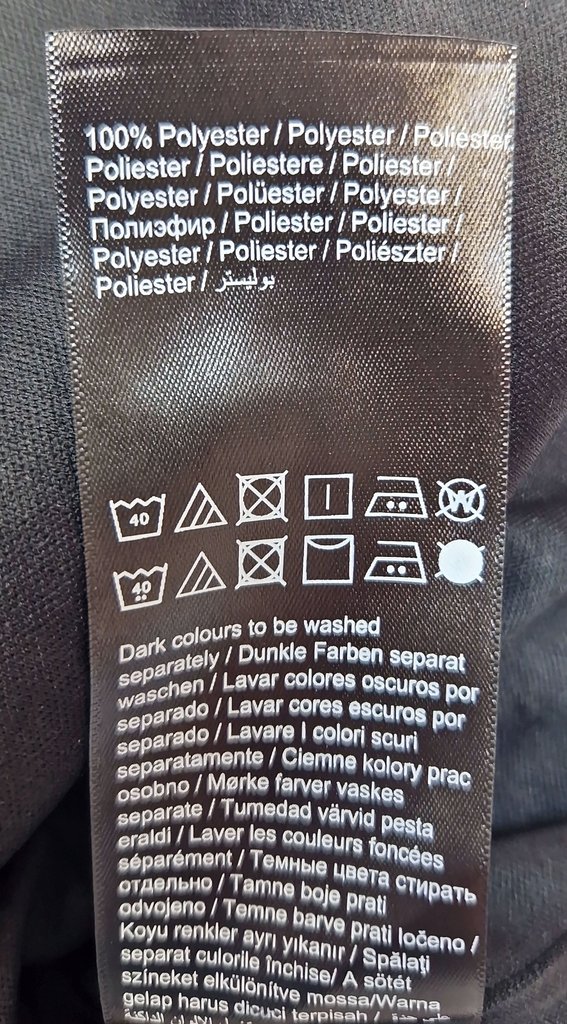 100% Polyester / Polyester / Poliester
Poliester / Poliestere / Poliester /
Polyester / Polüester / Polyester /
Полиэфир / Poliester / Poliester /
Polyester / Poliester / Poliészter /
Poliester / بوليستر
40 W
40
Dark colours to be washed
separately / Dunkle Farben separat
waschen / Lavar colores oscuros por
separado / Lavar cores escuros por
separado / Lavare I colori scuri
separatamente / Ciemne kolory prac
osobno / Mørke farver vaskes
separate / Tumedad värvid pesta
eraldi / Laver les couleurs foncées
séparément / Темные цвета стирать
отдельно / Tamne boje prati
odvojeno / Temne barve prati ločeno /
Koyu renkler ayrı yıkanır / Spălaţi
separat culorile închise/ A sötét
színeket elkülönítve mossa/Warna
gelap harus dicuci terpisah /
الألوان الداكنة